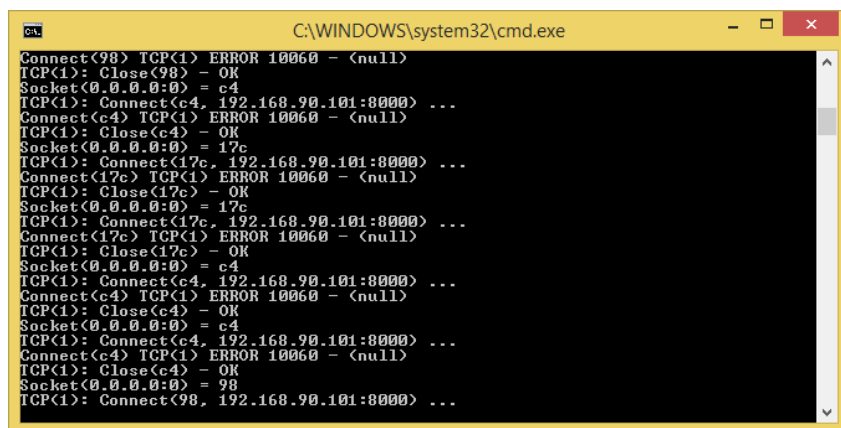 C:\WINDOWS\system32\cmd.exe
Connect(98) TCP(1) ERROR 10060 - (null)
TCP(1): Close(98) - OK
Socket(0.0.0.0:0) = c4
TCP(1): Connect(c4, 192.168.90.101:8000) ...
Connect(c4) TCP(1) ERROR 10060 - (null)
TCP(1): Close(c4) - OK
Socket(0.0.0.0:0) = 17c
TCP(1): Connect(17c, 192.168.90.101:8000) ...
Connect(17c) TCP(1) ERROR 10060 - (null)
TCP(1): Close(17c) - OK
Socket(0.0.0.0:0) = 17c
TCP(1): Connect(17c, 192.168.90.101:8000) ...
Connect(17c) TCP(1) ERROR 10060 - (null)
TCP(1): Close(17c) - OK
Socket(0.0.0.0:0) = c4
TCP(1): Connect(c4, 192.168.90.101:8000) ...
Connect(c4) TCP(1) ERROR 10060 - (null)
TCP(1): Close(c4) - OK
Socket(0.0.0.0:0) = c4
TCP(1): Connect(c4, 192.168.90.101:8000) ...
Connect(c4) TCP(1) ERROR 10060 - (null)
TCP(1): Close(c4) - OK
Socket(0.0.0.0:0) = 98
TCP(1): Connect(98, 192.168.90.101:8000) ...